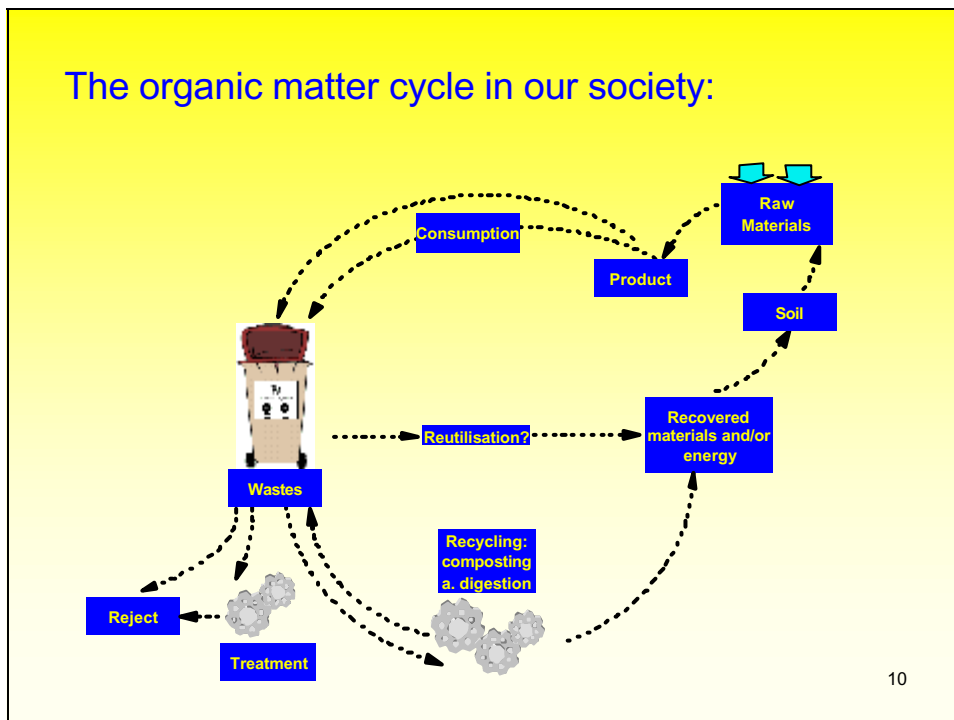 The organic matter cycle in our society:
Raw
Materials
Consumption
Product
Soil
Recovered
materials and/or
energy
Reutilisation?
Wastes
Recycling:
composting
a. digestion
Reject
Treatment
10